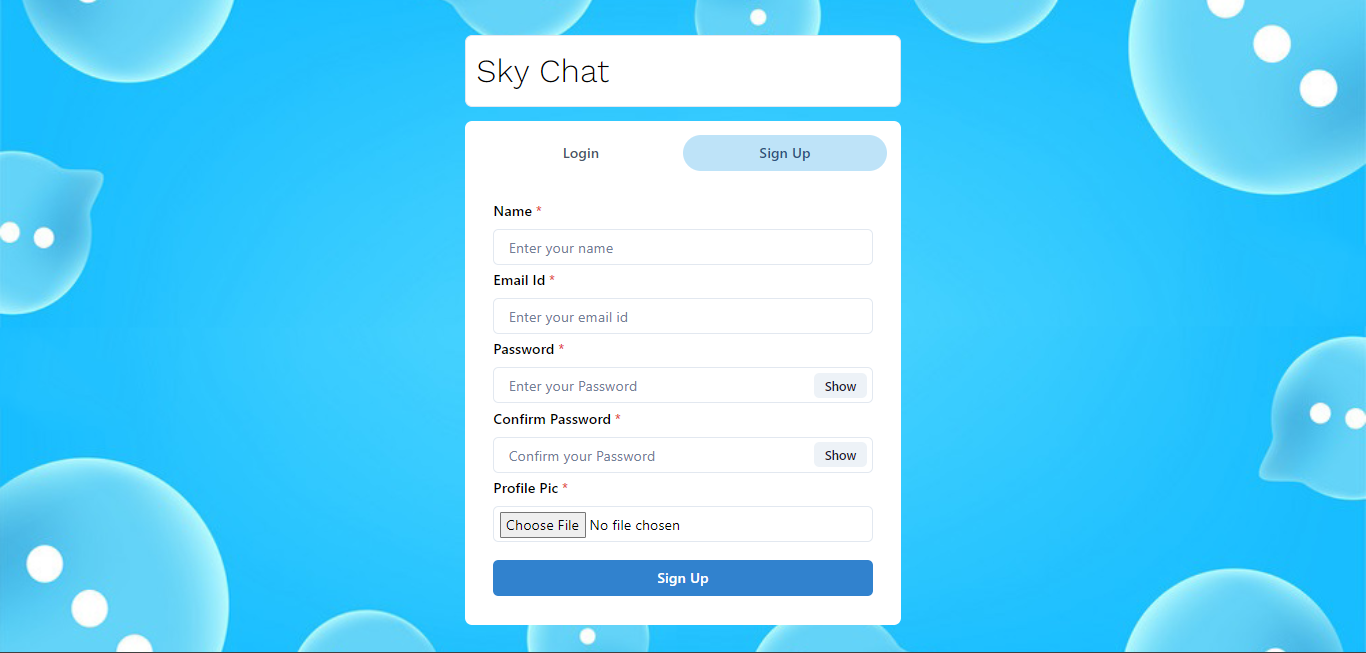 Sky Chat
Login Sign Up
Name *
Enter your name
Email Id *
Enter your email id
Password *
Enter your Password Show
Confirm Password *
Confirm your Password Show
Profile Pic *
Choose File No file chosen
Sign Up